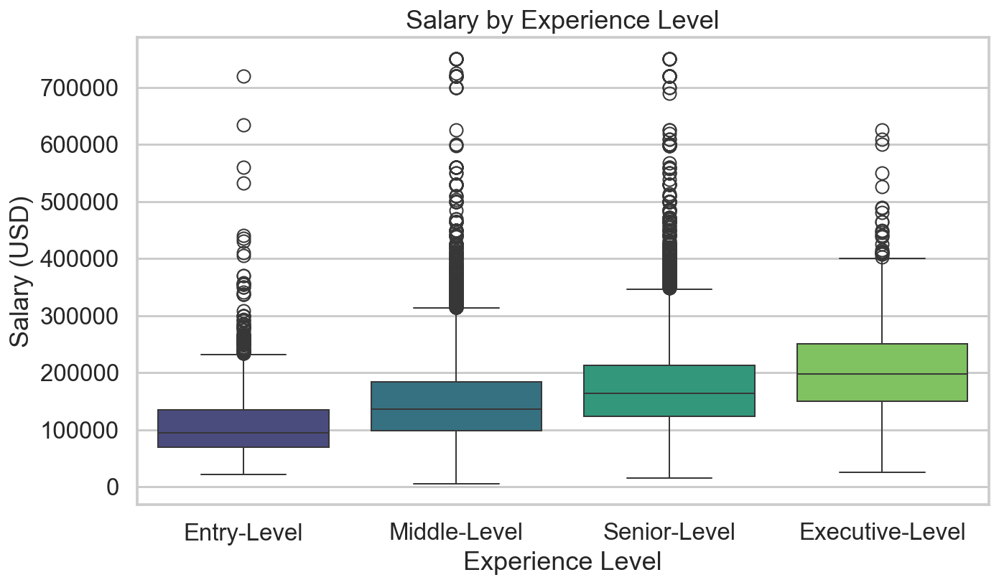 Salary by Experience Level
700000
600000
500000
400000
300000
200000
100000
0
Salary (USD)
Entry-Level
Middle-Level
Senior-Level
Executive-Level
Experience Level